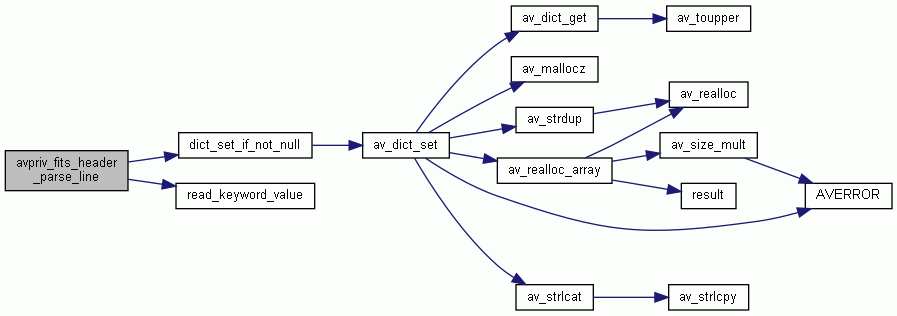 avpriv_fits_header
_parse_line
dict_set_if_not_null
read_keyword_value
av_dict_set
av_dict_get
av_mallocz
av_strdup
av_realloc_array
av_strlcat
av_toupper
av_realloc
av_size_mult
result
av_strlcpy
AVERROR